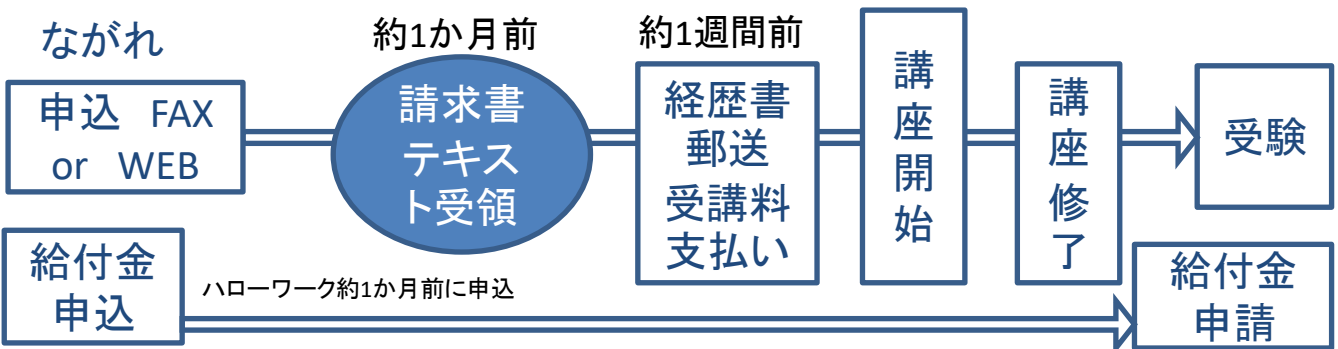 ながれ
約1か月前
約1週間前
申込 FAX
or WEB
請求書
テキス
ト受領
経歴書
郵送
受講料
支払い
講座開始
講座修了
受験
給付金
申込
ハローワーク約1か月前に申込
給付金
申請